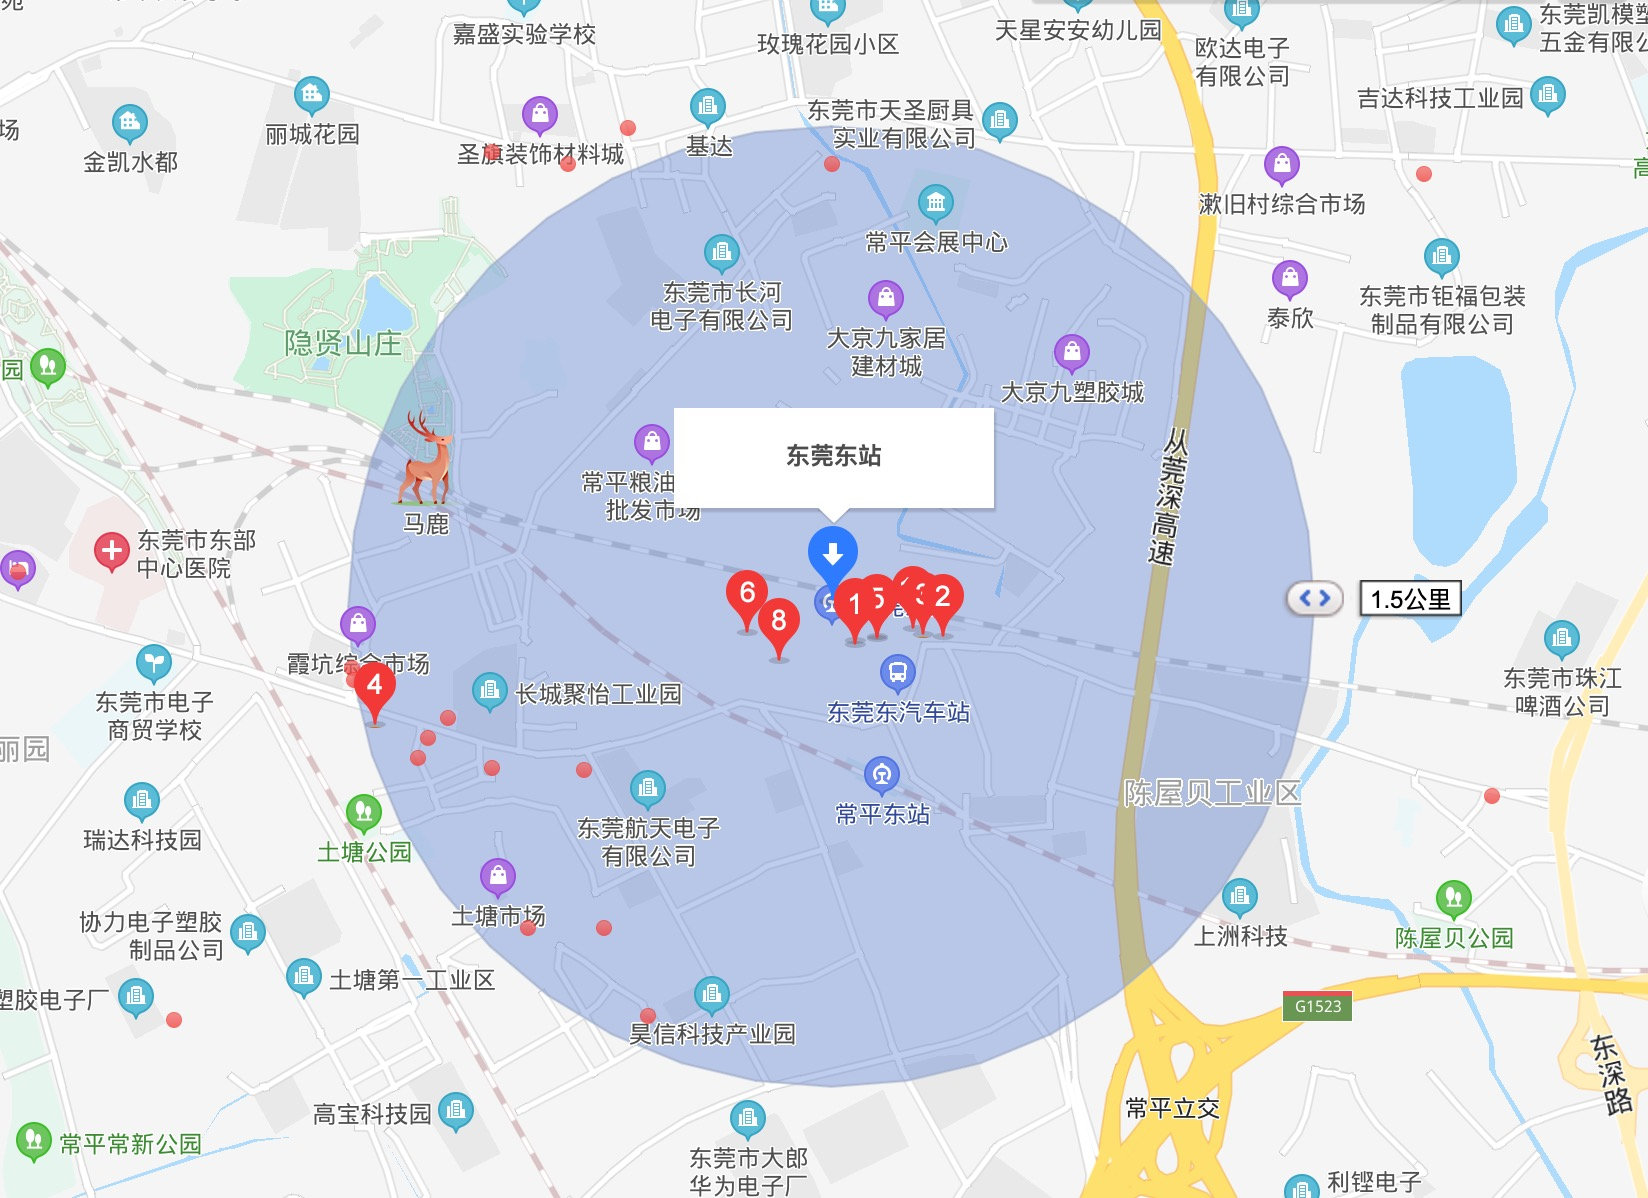 苑
嘉盛实验学校
玫瑰花园小区
天星安安幼儿园
欧达电子
有限公司
东莞凯模塑
五金有限公
场
金凯水都
丽城花园
圣旗装饰材料城
基达
东莞市天圣厨具
实业有限公司
吉达科技工业园
漱旧村综合市场
高
常平会展中心
东莞市长河
电子有限公司
大京九家居
建材城
泰欣
东莞市钜福包装
制品有限公司
隐贤山庄
园
大京九塑胶城
东莞东站
常平粮油
批发市场
从莞深高速
马鹿
东莞市东部
中心医院
6
8
1
5
3
2
1.5公里
霞坑综合市场
4
东莞市电子
商贸学校
长城聚怡工业园
东莞东汽车站
东莞市珠江
啤酒公司
丽园
常平东站
陈屋贝工业区
瑞达科技园
土塘公园
东莞航天电子
有限公司
土塘市场
协力电子塑胶
制品公司
上洲科技
陈屋贝公园
土塘第一工业区
塑胶电子厂
昊信科技产业园
G1523
东深路
高宝科技园
常平立交
常平常新公园
东莞市大郎
华为电子厂
利铿电子